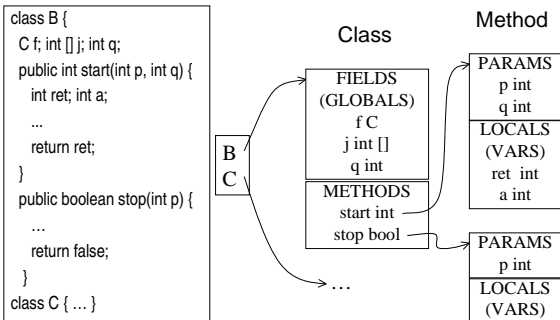 class B {
C f; int [] j; int q;
public int start(int p, int q) {
int ret; int a;
...
return ret;
}
public boolean stop(int p) {
...
return false;
}
class C { ... }
B
C
Class
FIELDS
(GLOBALS)
f C
j int []
q int
METHODS
start int
stop bool
...
Method
PARAMS
p int
q int
LOCALS
(VARS)
ret int
a int
PARAMS
p int
LOCALS
(VARS)